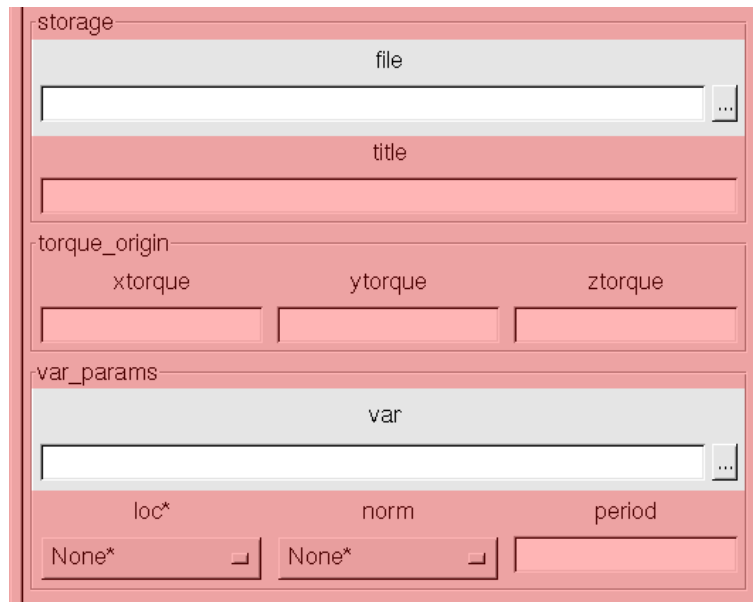 storage
file
...
title
torque_origin
xtorque ytorque ztorque
var_params
var
...
loc* norm period
None* None*